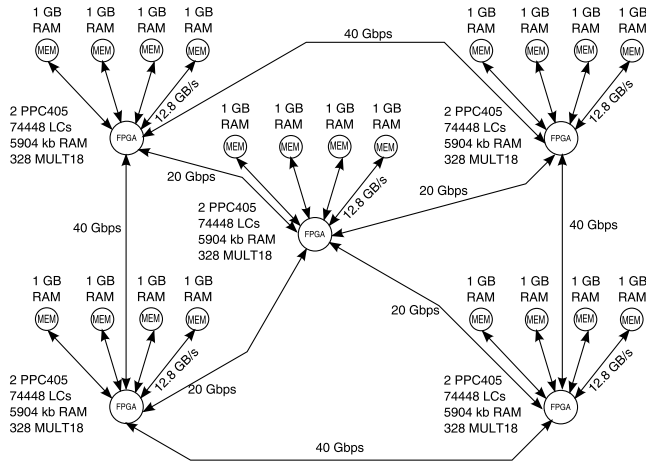 1 GB 1 GB 1 GB 1 GB
RAM RAM RAM RAM
MEM MEM MEM MEM
40 Gbps
1 GB 1 GB 1 GB 1 GB
RAM RAM RAM RAM
MEM MEM MEM MEM
12.8 GB/s
12.8 GB/s
2 PPC405
74448 LCs
5904 kb RAM
328 MULT18
FPGA
2 PPC405
74448 LCs
5904 kb RAM
328 MULT18
FPGA
1 GB 1 GB 1 GB 1 GB
RAM RAM RAM RAM
MEM MEM MEM MEM
12.8 GB/s
20 Gbps
20 Gbps
2 PPC405
74448 LCs
5904 kb RAM
328 MULT18
FPGA
40 Gbps
40 Gbps
1 GB 1 GB 1 GB 1 GB
RAM RAM RAM RAM
MEM MEM MEM MEM
12.8 GB/s
20 Gbps
20 Gbps
1 GB 1 GB 1 GB 1 GB
RAM RAM RAM RAM
MEM MEM MEM MEM
12.8 GB/s
2 PPC405
74448 LCs
5904 kb RAM
328 MULT18
FPGA
2 PPC405
74448 LCs
5904 kb RAM
328 MULT18
FPGA
40 Gbps